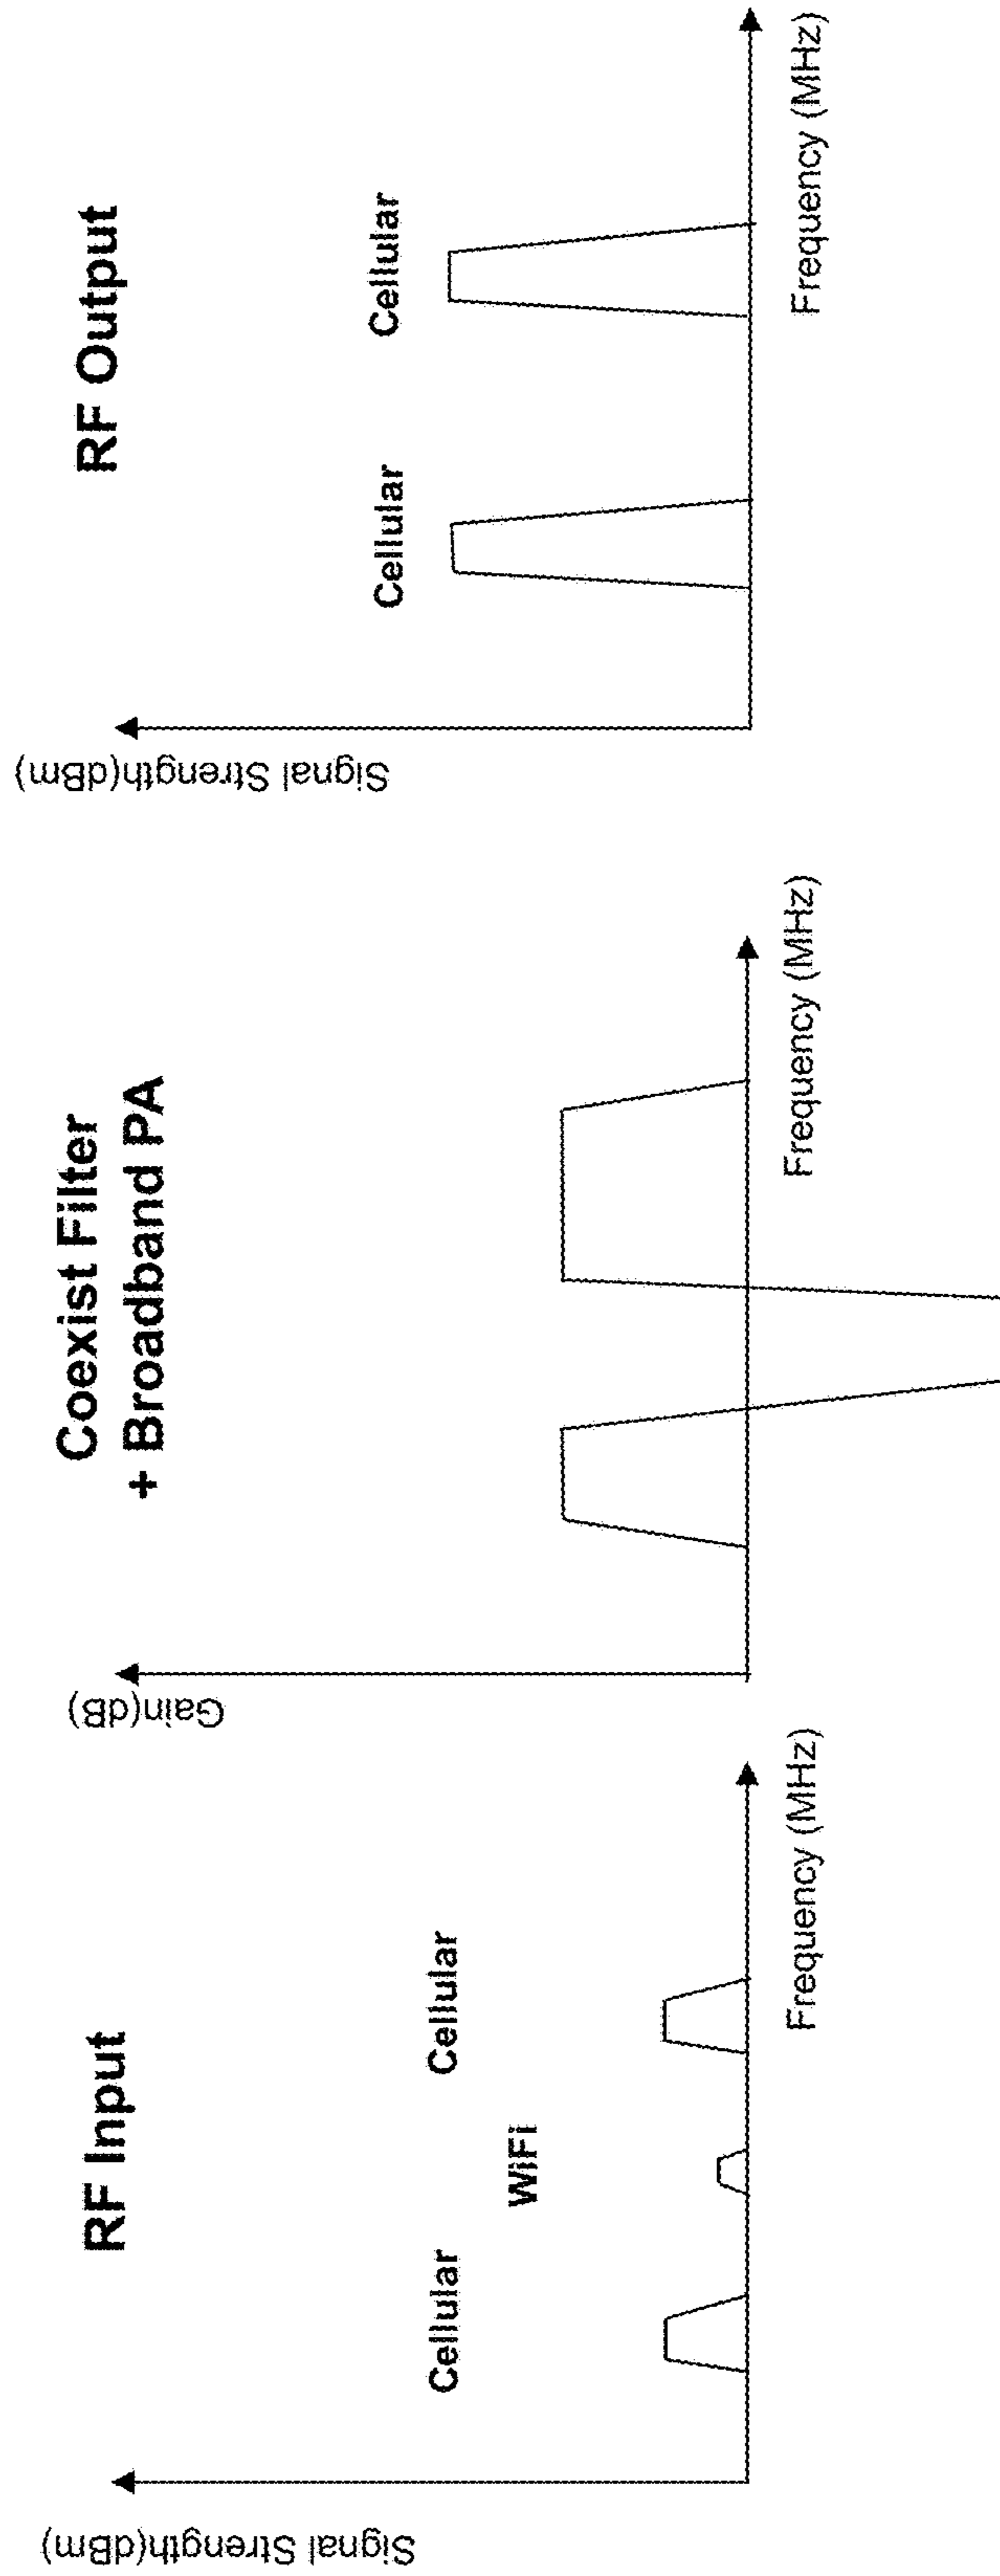 RF Input
Signal Strength(dBm)
Cellular
WiFi
Cellular
Frequency (MHz)
Coexist Filter
+ Broadband PA
Gain(dB)
Frequency (MHz)
RF Output
Signal Strength(dBm)
Cellular
Cellular
Frequency (MHz)